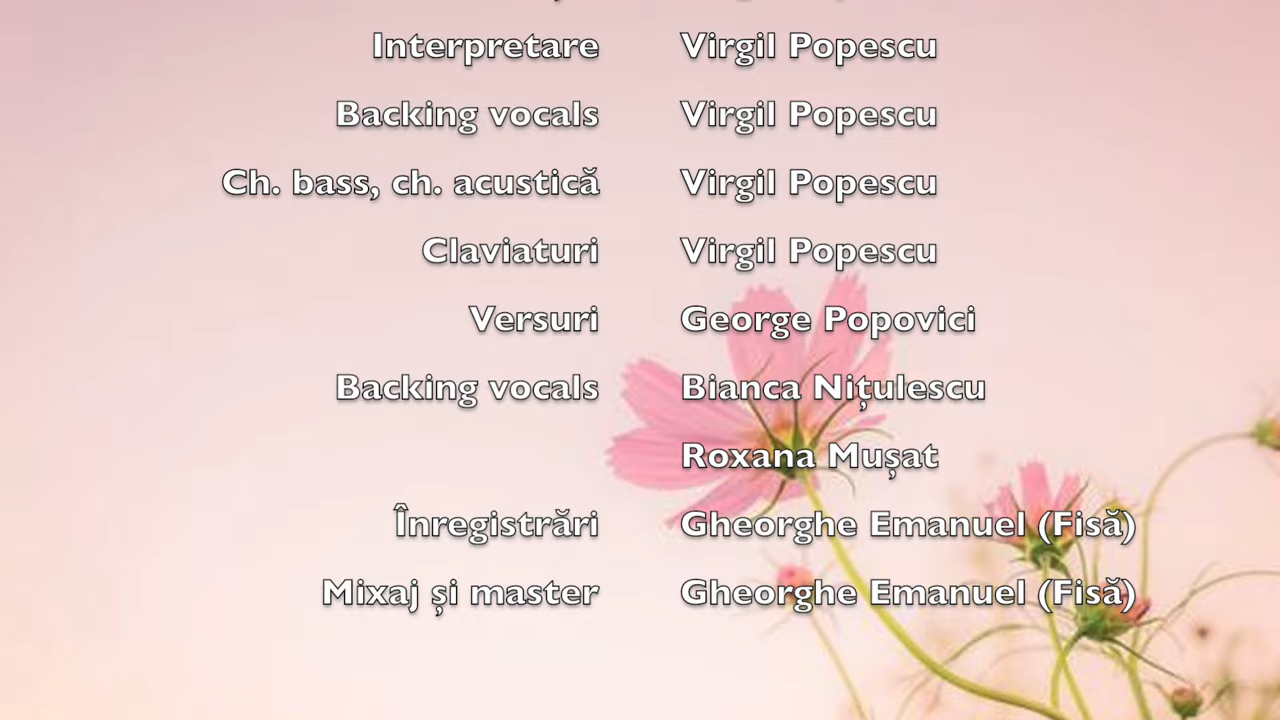 Interpretare Virgil Popescu
Backing vocals Virgil Popescu
Ch. bass, ch. acustică Virgil Popescu
Claviaturi Virgil Popescu
Versuri George Popovici
Backing vocals Bianca Nițulescu
Roxana Mușat
Înregistrări Gheorghe Emanuel (Fisă)
Mixaj și master Gheorghe Emanuel (Fisă)